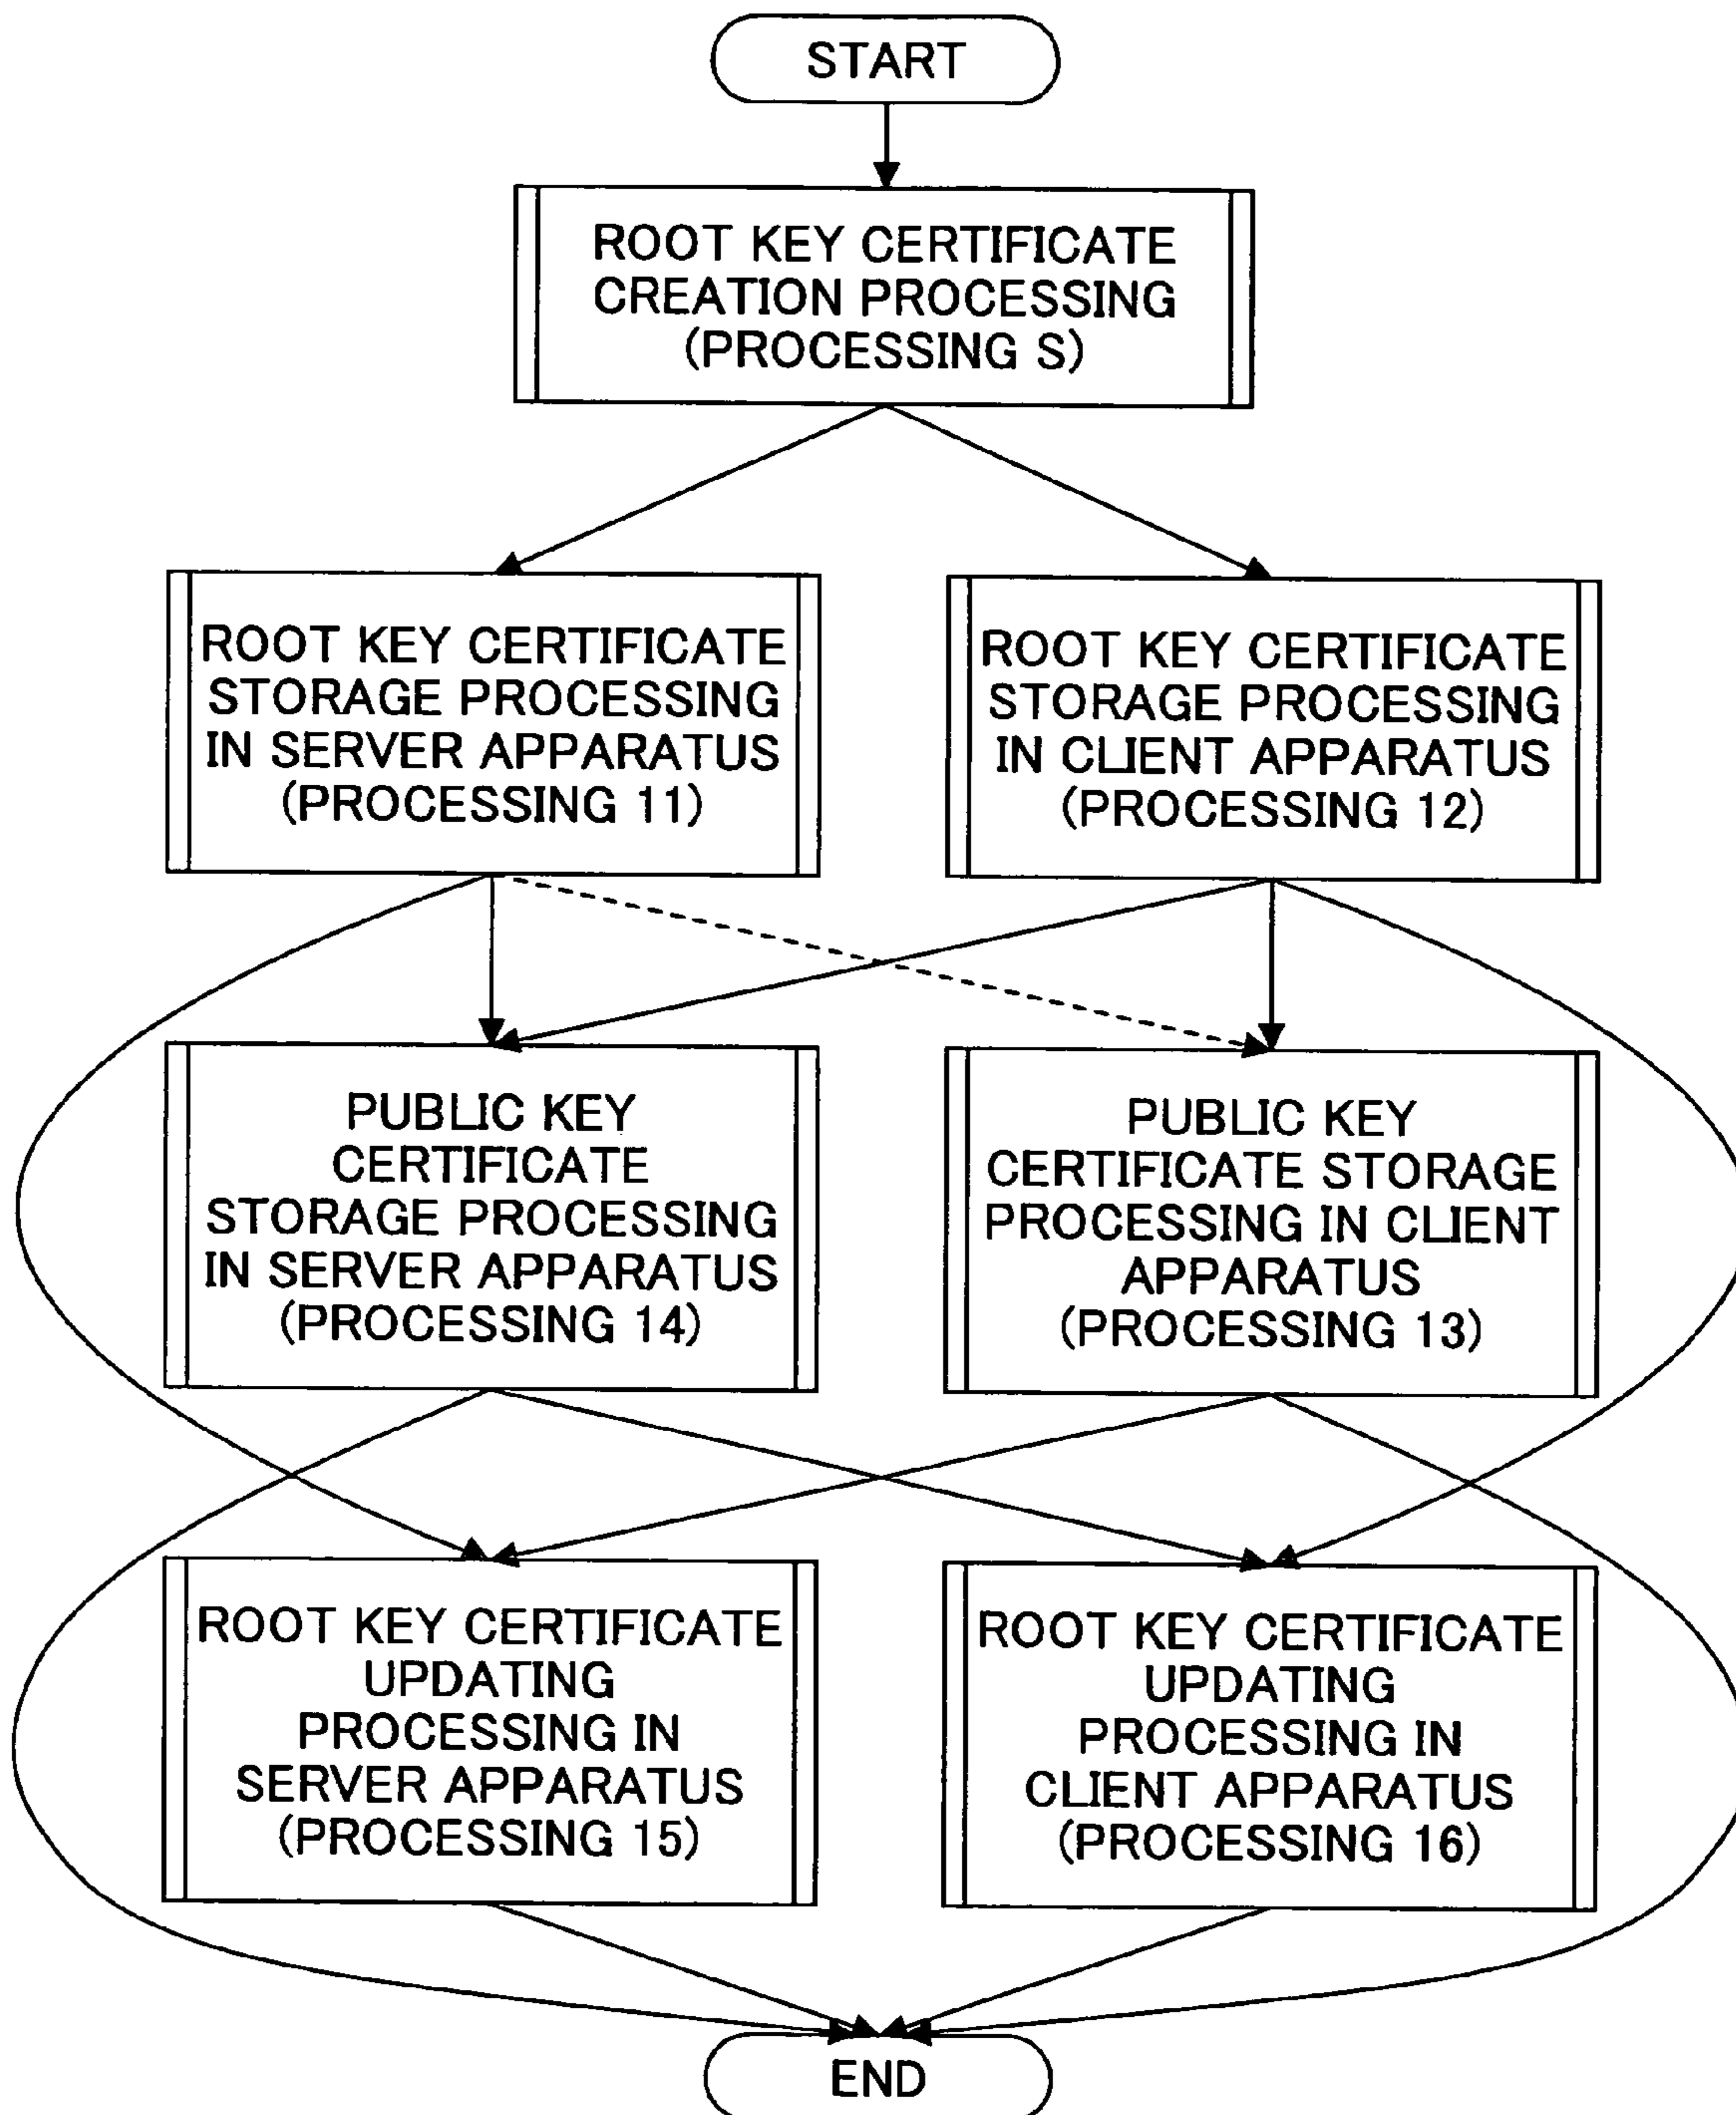 START
ROOT KEY CERTIFICATE
CREATION PROCESSING
(PROCESSING S)
ROOT KEY CERTIFICATE
STORAGE PROCESSING
IN SERVER APPARATUS
(PROCESSING 11)
ROOT KEY CERTIFICATE
STORAGE PROCESSING
IN CLIENT APPARATUS
(PROCESSING 12)
PUBLIC KEY
CERTIFICATE
STORAGE PROCESSING
IN SERVER APPARATUS
(PROCESSING 14)
PUBLIC KEY
CERTIFICATE STORAGE
PROCESSING IN CLIENT
APPARATUS
(PROCESSING 13)
ROOT KEY CERTIFICATE
UPDATING
PROCESSING IN
SERVER APPARATUS
(PROCESSING 15)
ROOT KEY CERTIFICATE
UPDATING
PROCESSING IN
CLIENT APPARATUS
(PROCESSING 16)
END